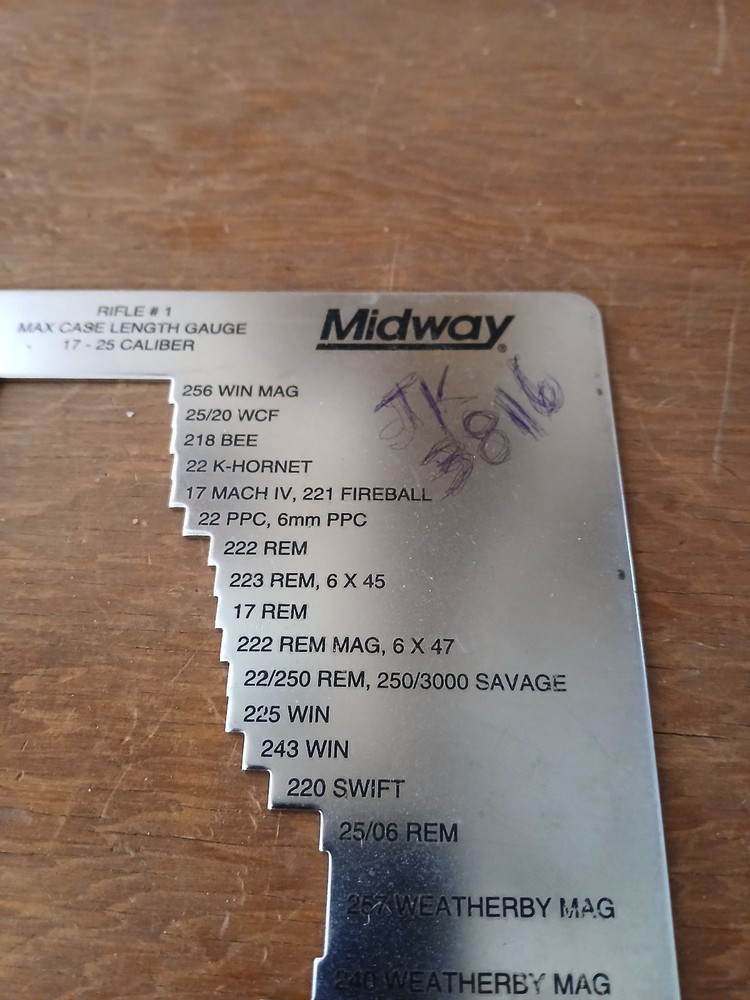 RIFLE # 1
MAX CASE LENGTH GAUGE
17 - 25 CALIBER
Midway®
JK
38116
256 WIN MAG
25/20 WCF
218 BEE
22 K-HORNET
17 MACH IV, 221 FIREBALL
22 PPC, 6mm PPC
222 REM
223 REM, 6 X 45
17 REM
222 REM MAG, 6 X 47
22/250 REM, 250/3000 SAVAGE
225 WIN
243 WIN
220 SWIFT
25/06 REM
257 WEATHERBY MAG
240 WEATHERBY MAG